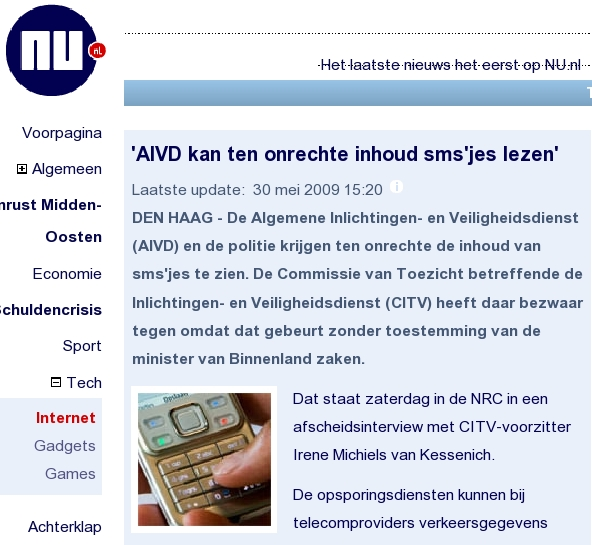 NU
.nl
Het laatste nieuws het eerst op NU.nl
Voorpagina
Algemeen
nrust Midden-
Oosten
Economie
Schuldencrisis
Sport
Tech
Internet
Gadgets
Games
Achterklap
'AIVD kan ten onrechte inhoud sms'jes lezen'
Laatste update: 30 mei 2009 15:20 i
DEN HAAG - De Algemene Inlichtingen- en Veiligheidsdienst
(AIVD) en de politie krijgen ten onrechte de inhoud van
sms'jes te zien. De Commissie van Toezicht betreffende de
Inlichtingen- en Veiligheidsdienst (CITV) heeft daar bezwaar
tegen omdat dat gebeurt zonder toestemming van de
minister van Binnenland zaken.
Dat staat zaterdag in de NRC in een
afscheidsinterview met CITV-voorzitter
Irene Michiels van Kessenich.
De opsporingsdiensten kunnen bij
telecomproviders verkeersgegevens